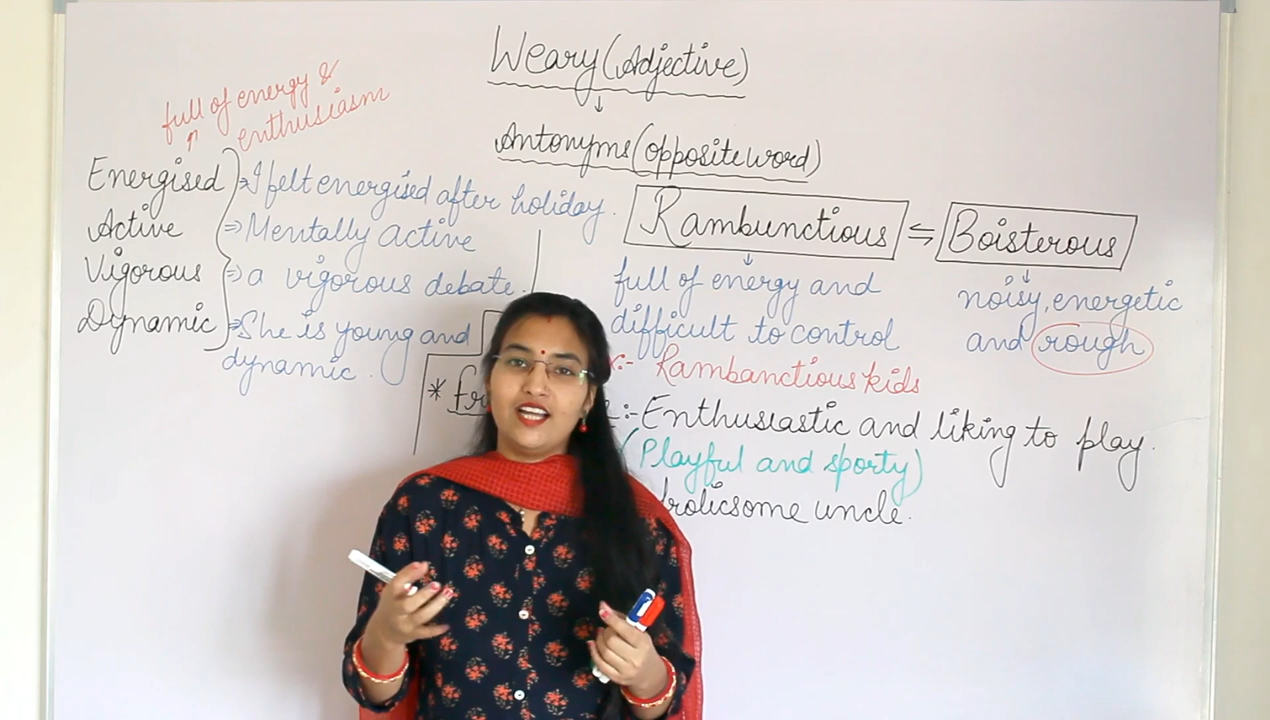 Weary (Adjective)
↓
Antonyms (opposite word)
full of energy &
enthusiasm
Energised ⇒ I felt energised after holiday.
Active ⇒ Mentally active
Vigorous ⇒ a vigorous debate.
Dynamic ⇒ She is young and
dynamic.
Rambunctious ⇋ Boisterous
full of energy and
difficult to control
:- Rambanctious kids
noisy, energetic
and rough
* :- Enthusiastic and liking to play.
(Playful and sporty)
frolicsome uncle.